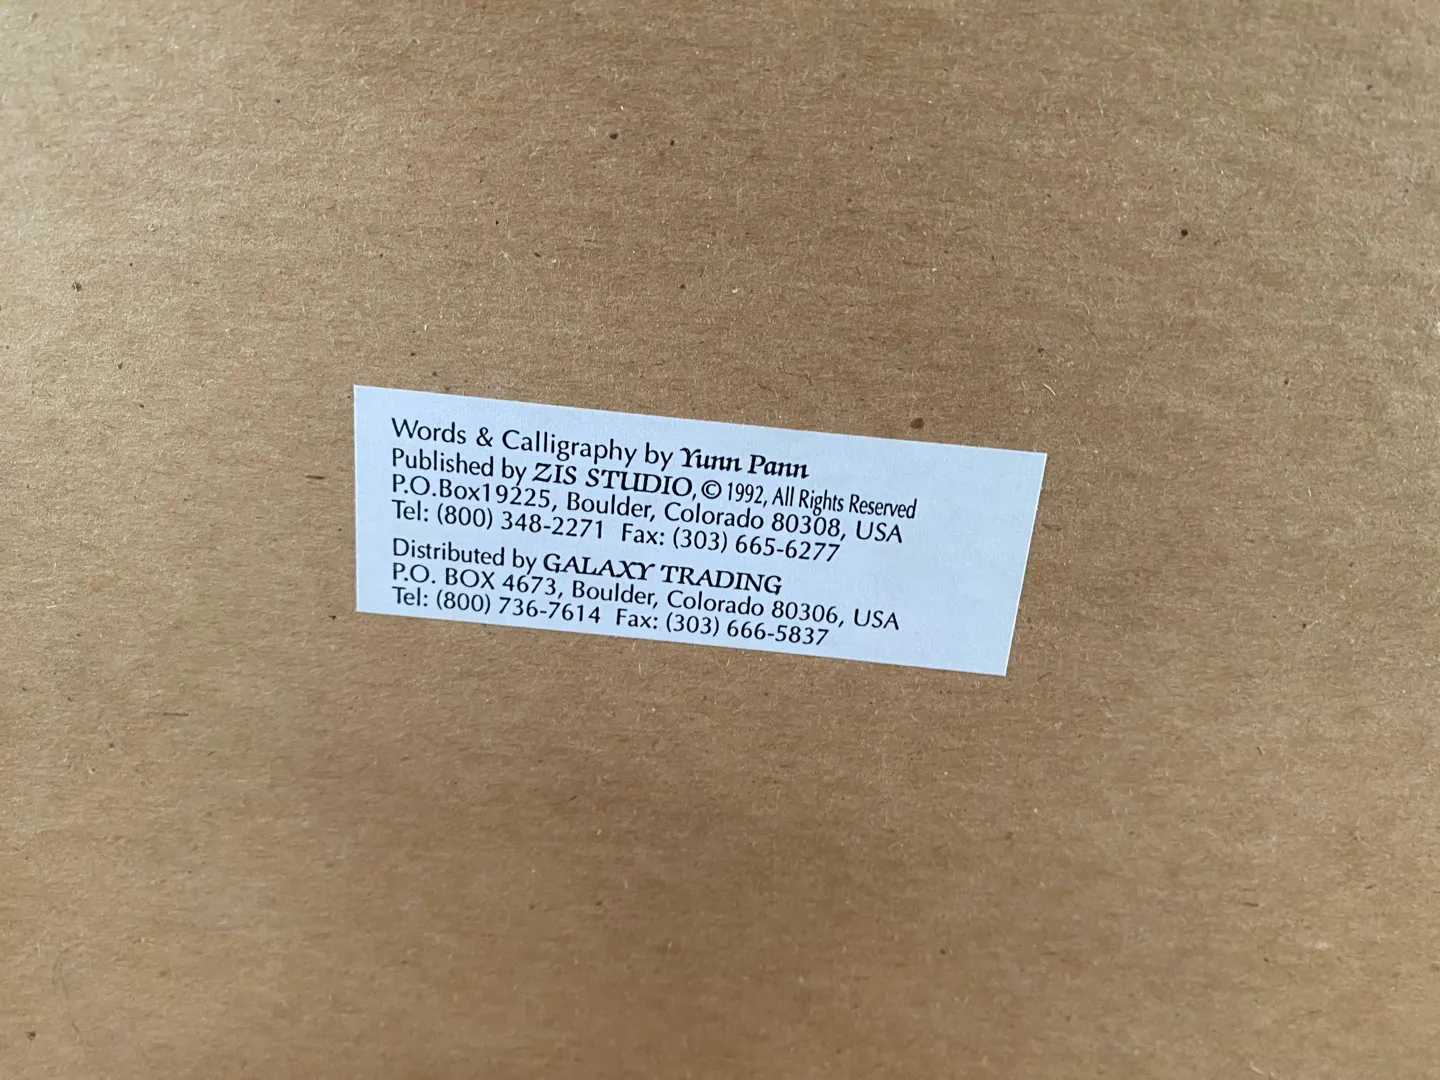 Words & Calligraphy by Yunn Pann
Published by ZIS STUDIO, © 1992, All Rights Reserved
P.O.Box19225, Boulder, Colorado 80308, USA
Tel: (800) 348-2271 Fax: (303) 665-6277
Distributed by GALAXY TRADING
P.O. BOX 4673, Boulder, Colorado 80306, USA
Tel: (800) 736-7614 Fax: (303) 666-5837